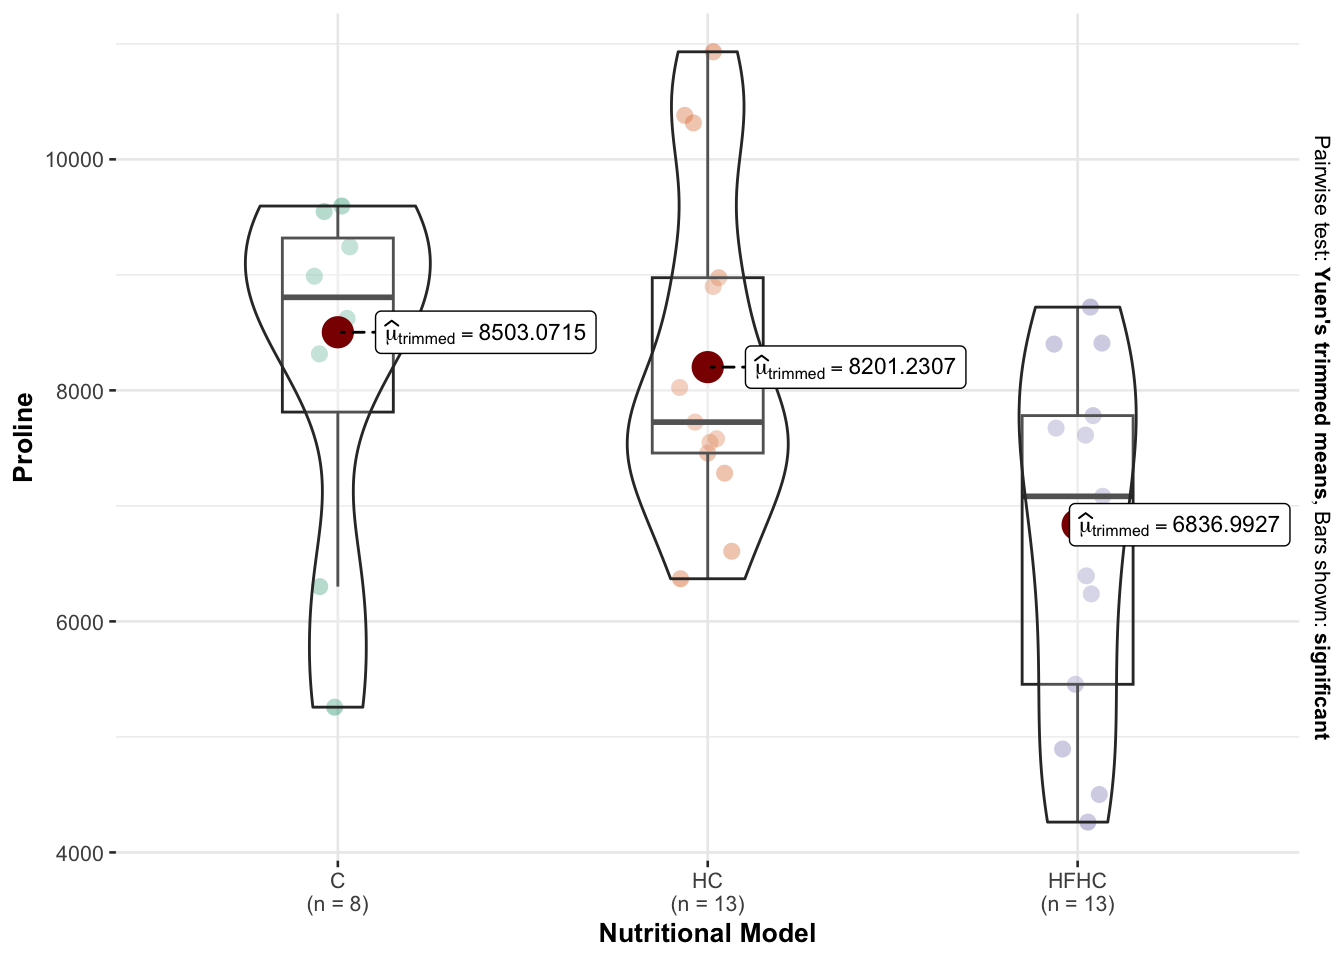 10000
8000
6000
4000
Proline
μ̂trimmed = 8503.0715
μ̂trimmed = 8201.2307
μ̂trimmed = 6836.9927
C
(n = 8)
HC
(n = 13)
HFHC
(n = 13)
Nutritional Model
Pairwise test: Yuen's trimmed means, Bars shown: significant